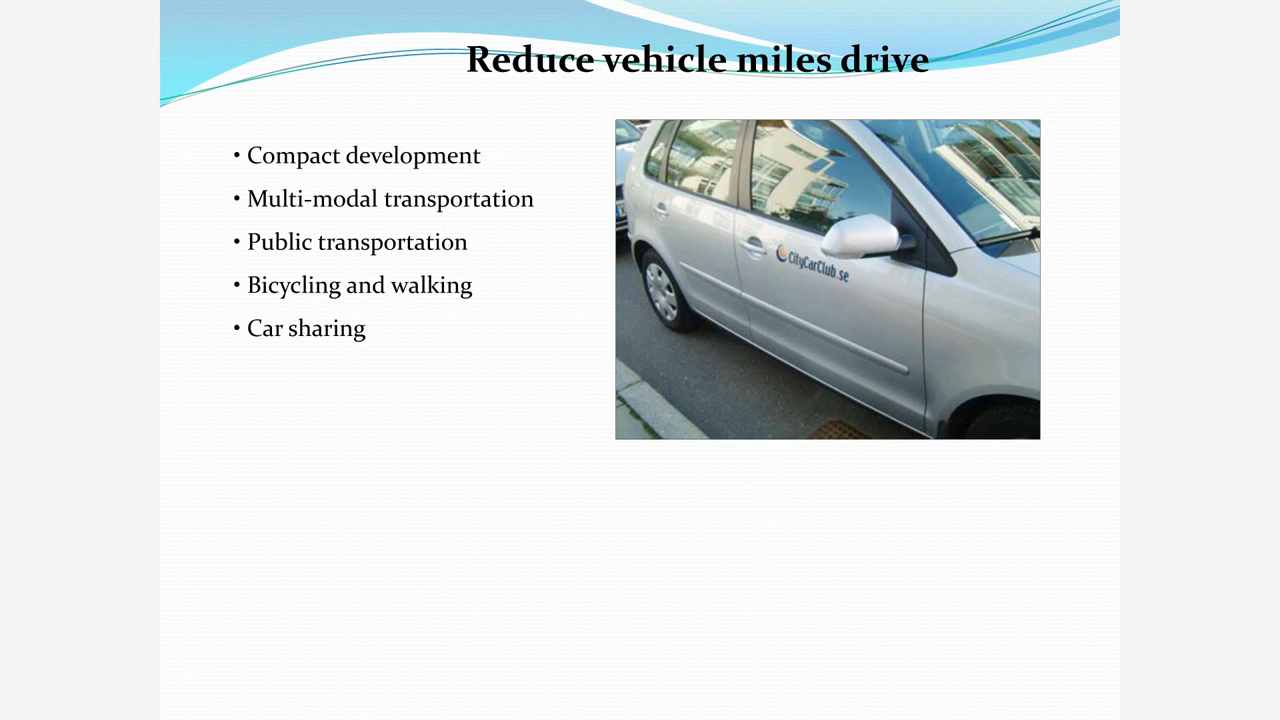 Reduce vehicle miles drive
• Compact development
• Multi-modal transportation
• Public transportation
• Bicycling and walking
• Car sharing
CityCarClub.se